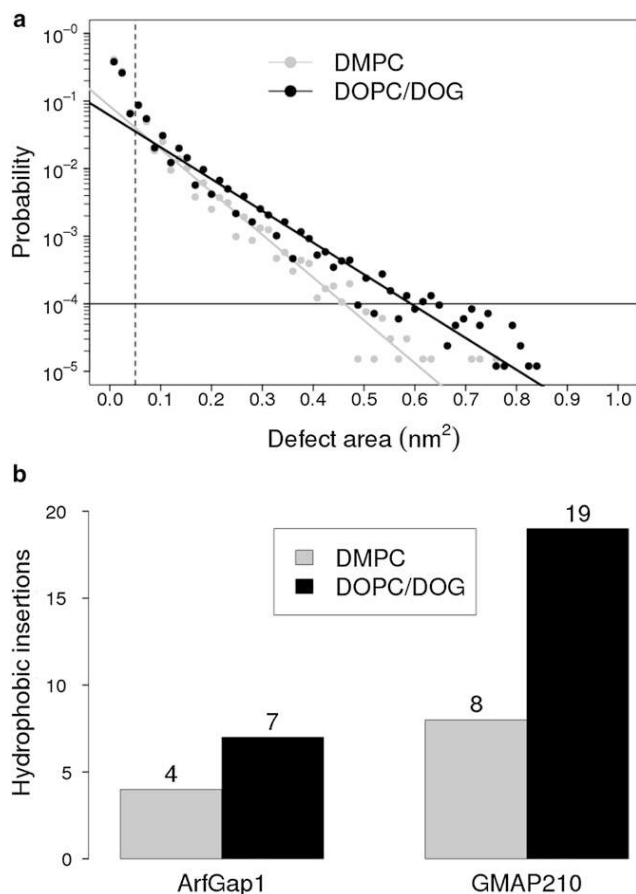 a
Probability
10⁻⁰
10⁻¹
10⁻²
10⁻³
10⁻⁴
10⁻⁵
DMPC
DOPC/DOG
0.0 0.1 0.2 0.3 0.4 0.5 0.6 0.7 0.8 0.9 1.0
Defect area (nm²)
b
Hydrophobic insertions
20
15
10
5
0
DMPC
DOPC/DOG
4
7
8
19
ArfGap1 GMAP210